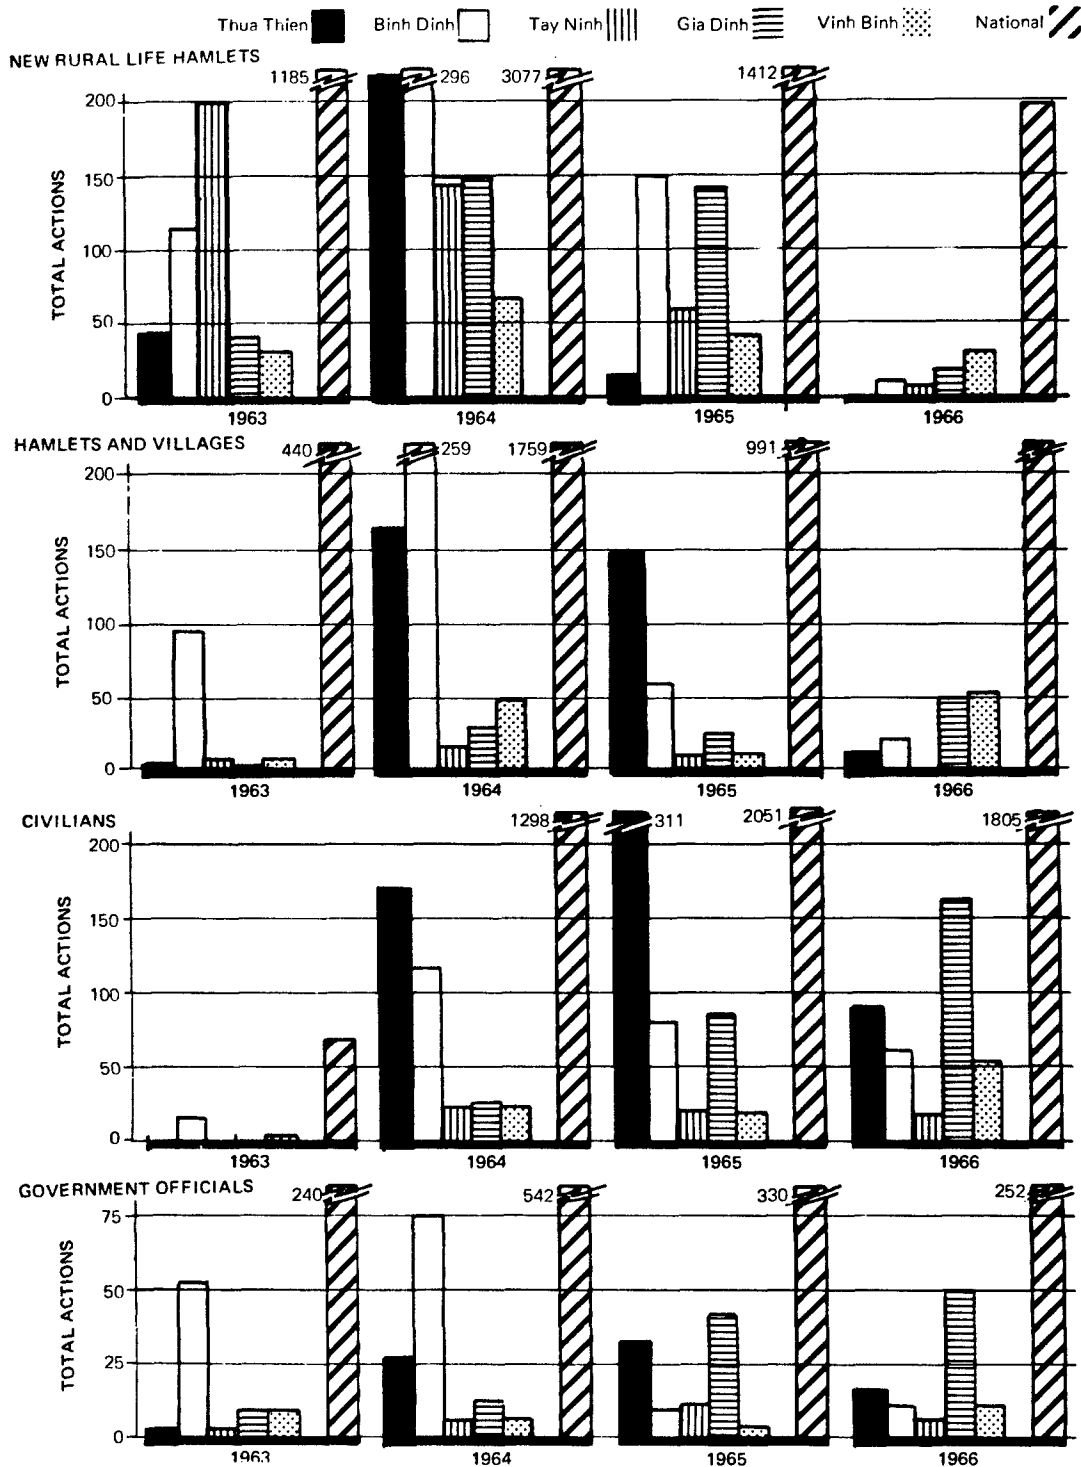 Thua Thien Binh Dinh Tay Ninh Gia Dinh Vinh Binh National
NEW RURAL LIFE HAMLETS
1185 296 3077 1412
TOTAL ACTIONS
200
150
100
50
0
1963 1964 1965 1966
HAMLETS AND VILLAGES
440 259 1759 991
TOTAL ACTIONS
200
150
100
50
0
1963 1964 1965 1966
CIVILIANS
1298 311 2051 1805
TOTAL ACTIONS
200
150
100
50
0
1963 1964 1965 1966
GOVERNMENT OFFICIALS
240 542 330 252
TOTAL ACTIONS
75
50
25
0
1963 1964 1965 1966